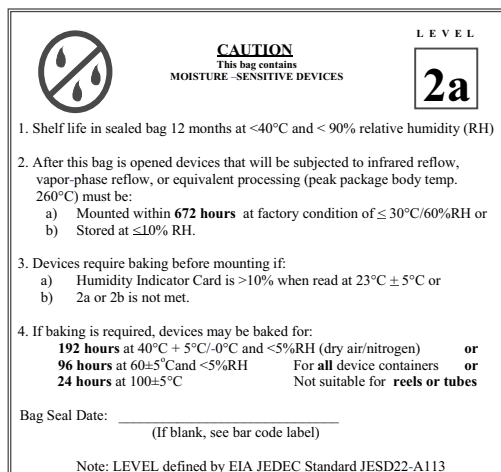 L E V E L
CAUTION
This bag contains
MOISTURE –SENSITIVE DEVICES
2a
1. Shelf life in sealed bag 12 months at <40°C and < 90% relative humidity (RH)
2. After this bag is opened devices that will be subjected to infrared reflow,
vapor-phase reflow, or equivalent processing (peak package body temp.
260°C) must be:
a) Mounted within 672 hours at factory condition of ≤ 30°C/60%RH or
b) Stored at ≤10% RH.
3. Devices require baking before mounting if:
a) Humidity Indicator Card is >10% when read at 23°C ± 5°C or
b) 2a or 2b is not met.
4. If baking is required, devices may be baked for:
192 hours at 40°C + 5°C/-0°C and <5%RH (dry air/nitrogen) or
96 hours at 60±5°Cand <5%RH For all device containers or
24 hours at 100±5°C Not suitable for reels or tubes
Bag Seal Date: ___________________________________
(If blank, see bar code label)
Note: LEVEL defined by EIA JEDEC Standard JESD22-A113